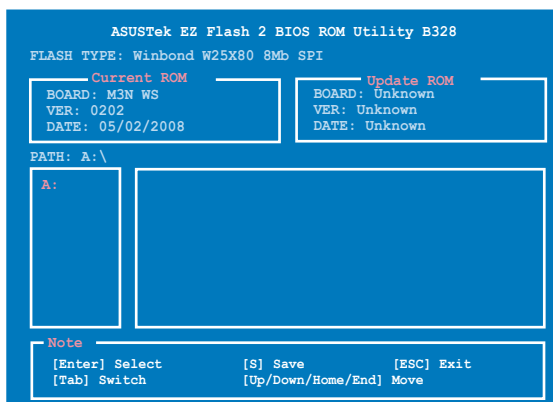 ASUSTek EZ Flash 2 BIOS ROM Utility B328
FLASH TYPE: Winbond W25X80 8Mb SPI
Current ROM
BOARD: M3N WS
VER: 0202
DATE: 05/02/2008
Update ROM
BOARD: Unknown
VER: Unknown
DATE: Unknown
PATH: A:\
A:
Note
[Enter] Select [S] Save [ESC] Exit
[Tab] Switch [Up/Down/Home/End] Move